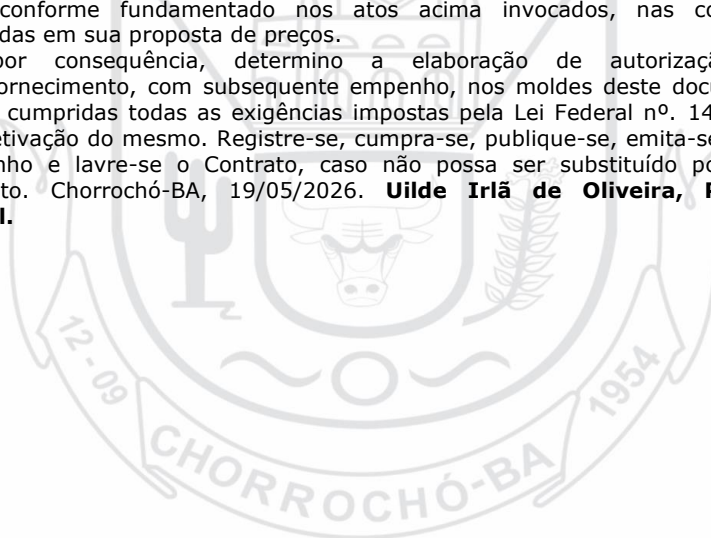 conforme fundamentado nos atos acima invocados, nas co
das em sua proposta de preços.
por consequência, determino a elaboração de autorizaç
ornecimento, com subsequente empenho, nos moldes deste doc
cumpridas todas as exigências impostas pela Lei Federal nº. 14
etivação do mesmo. Registre-se, cumpra-se, publique-se, emita-se
nho e lavre-se o Contrato, caso não possa ser substituído po
to. Chorrochó-BA, 19/05/2026. Uilde Irlã de Oliveira, P
l.
12 - 09
1954
CHORROCHÓ-BA